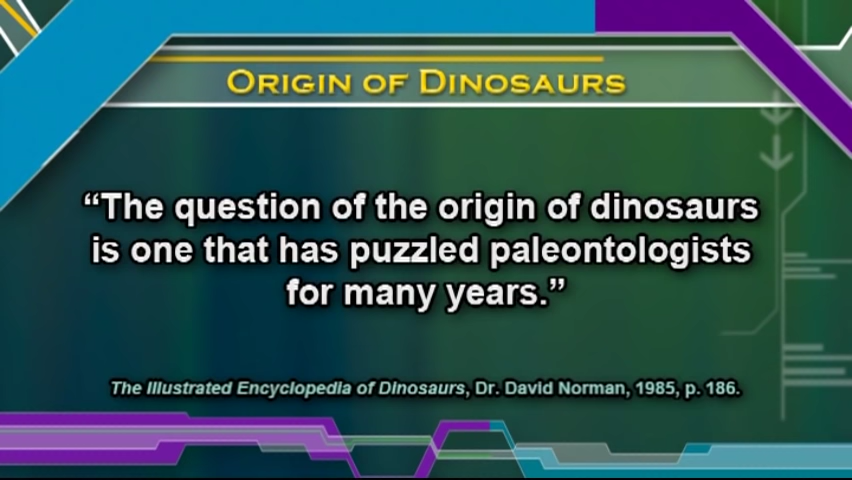 ORIGIN OF DINOSAURS
“The question of the origin of dinosaurs
is one that has puzzled paleontologists
for many years.”
The Illustrated Encyclopedia of Dinosaurs, Dr. David Norman, 1985, p. 186.